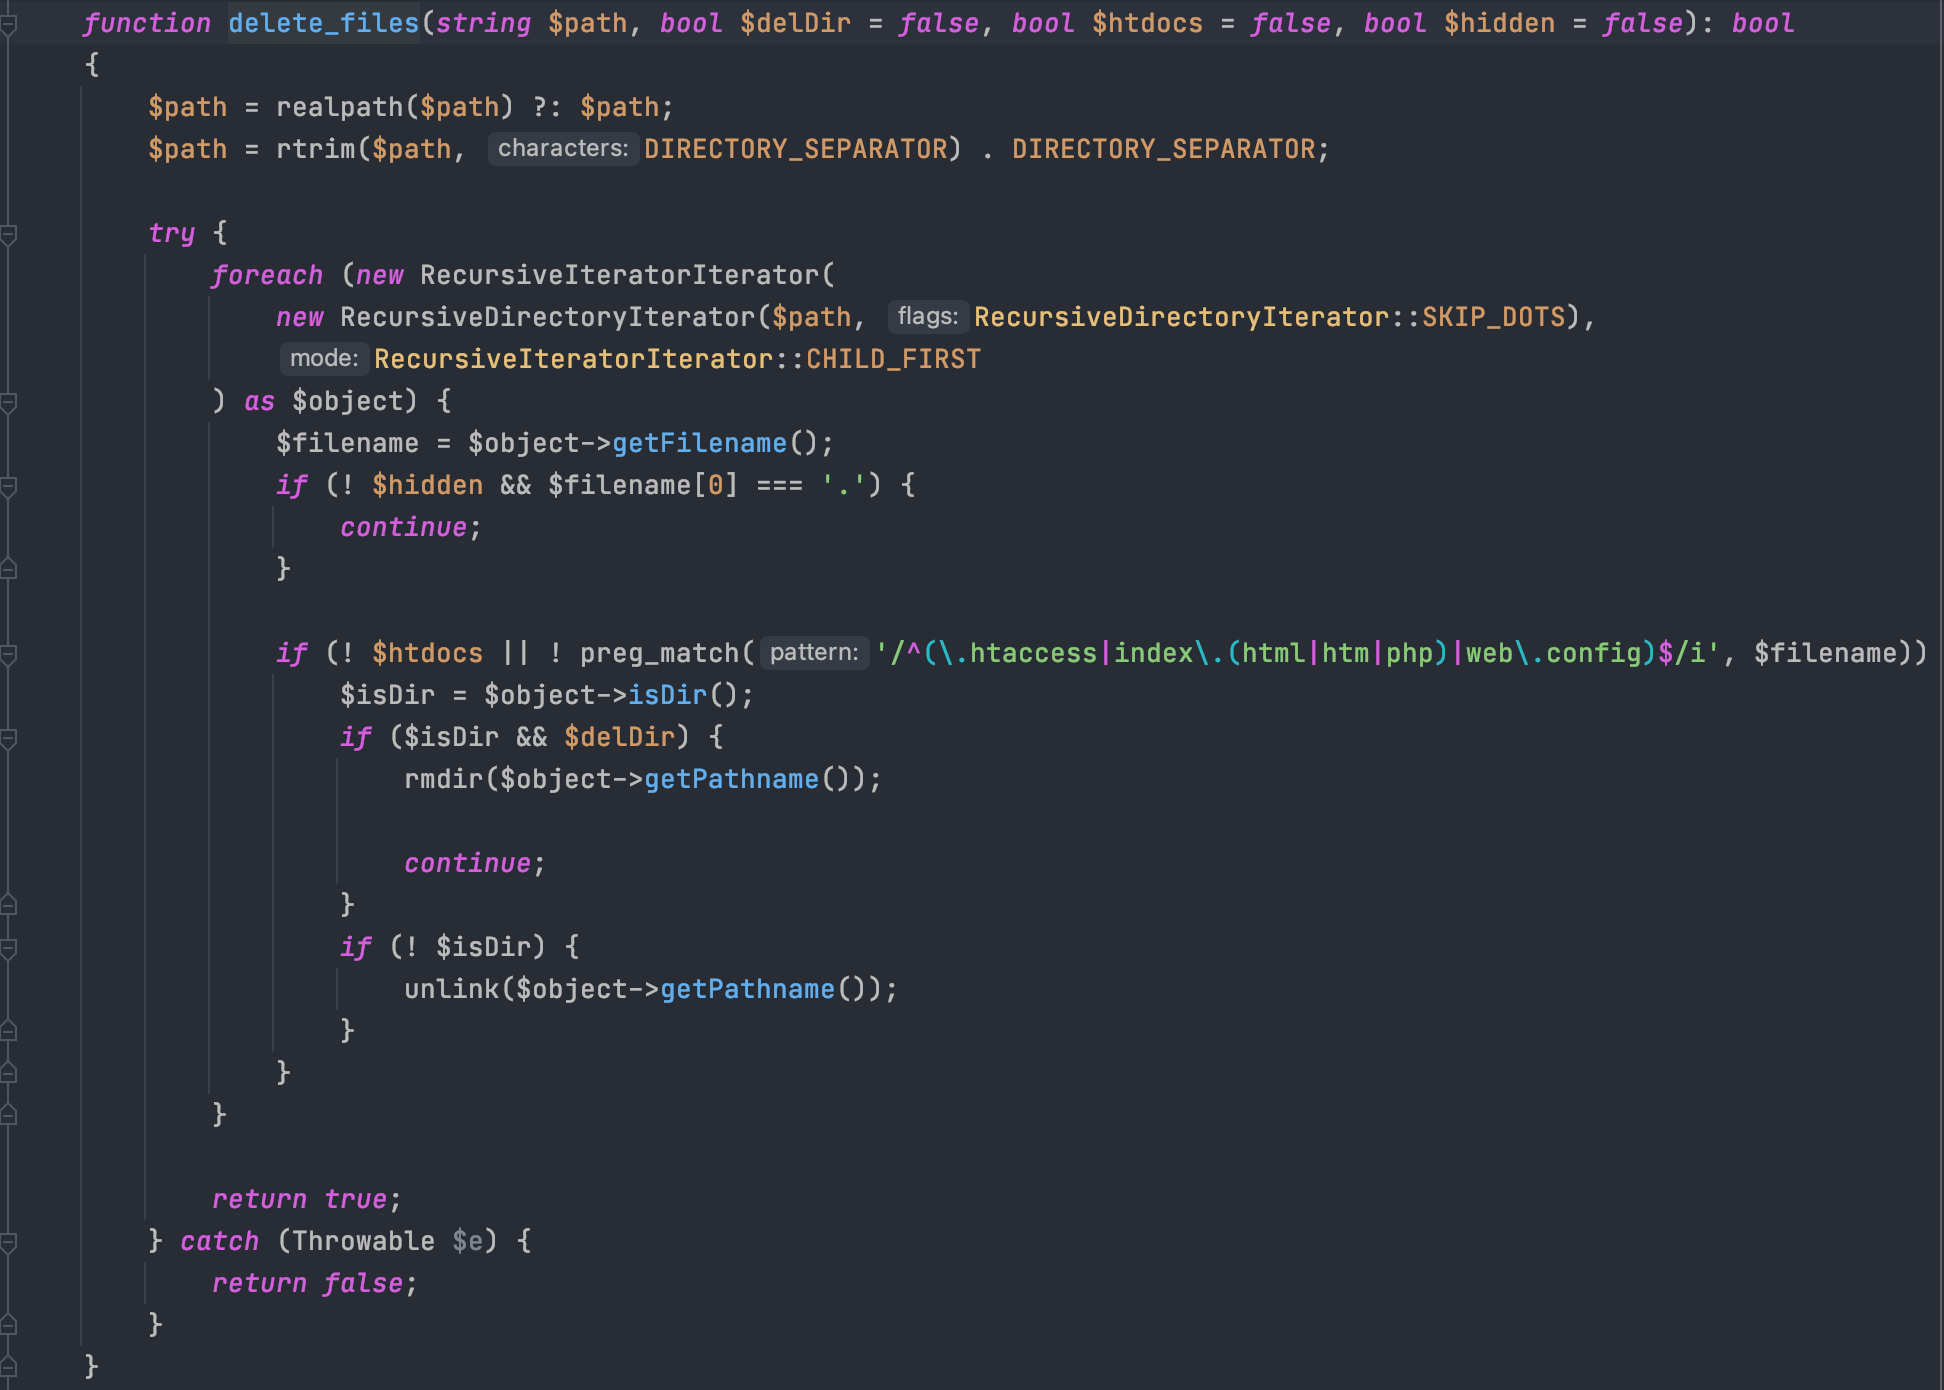 function delete_files(string $path, bool $delDir = false, bool $htdocs = false, bool $hidden = false): bool
{
    $path = realpath($path) ?: $path;
    $path = rtrim($path, characters: DIRECTORY_SEPARATOR) . DIRECTORY_SEPARATOR;

    try {
        foreach (new RecursiveIteratorIterator(
            new RecursiveDirectoryIterator($path, flags: RecursiveDirectoryIterator::SKIP_DOTS),
            mode: RecursiveIteratorIterator::CHILD_FIRST
        ) as $object) {
            $filename = $object->getFilename();
            if (! $hidden && $filename[0] === '.') {
                continue;
            }

            if (! $htdocs || ! preg_match( pattern: '/^(\.htaccess|index\.(html|htm|php)|web\.config)$/i', $filename))
                $isDir = $object->isDir();
                if ($isDir && $delDir) {
                    rmdir($object->getPathname());

                    continue;
                }
                if (! $isDir) {
                    unlink($object->getPathname());
                }
            }
        }

        return true;
    } catch (Throwable $e) {
        return false;
    }
}